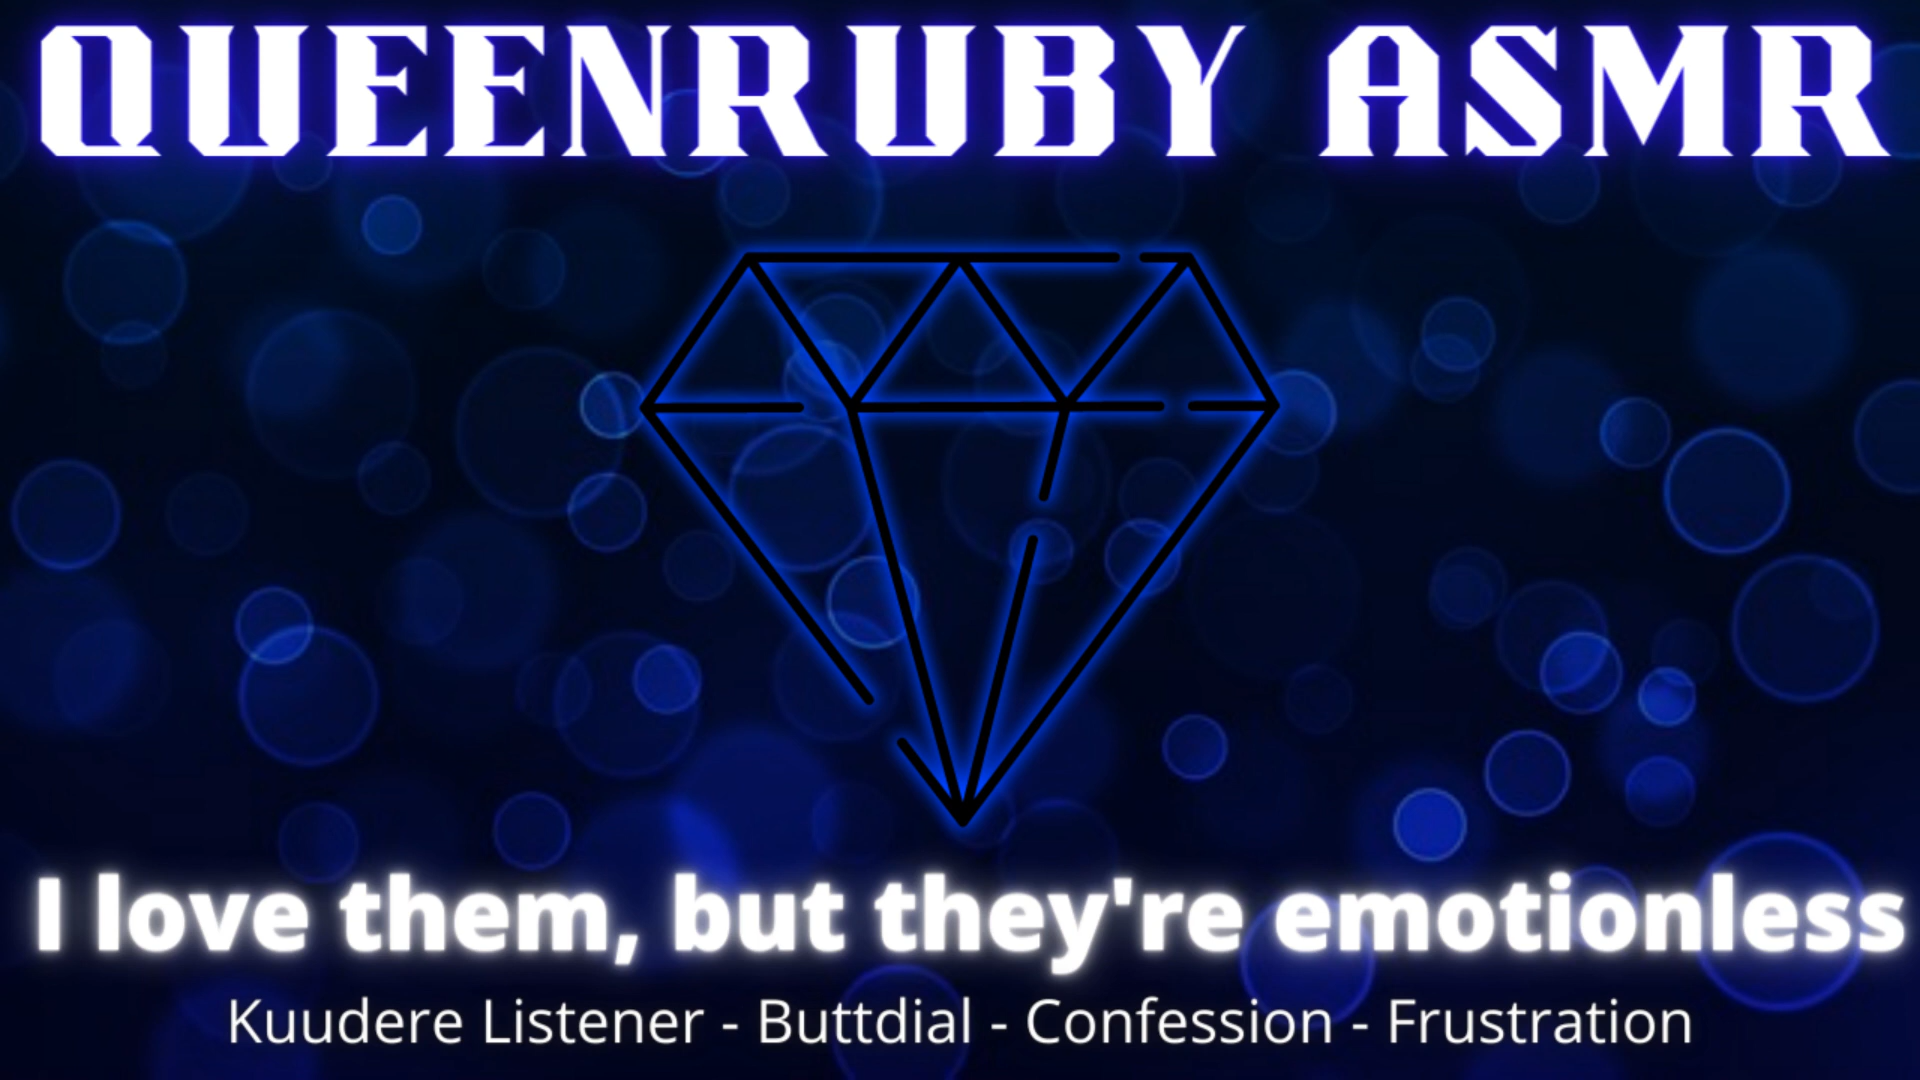 QUEENRUBY ASMR
I love them, but they're emotionless
Kuudere Listener - Buttdial - Confession - Frustration